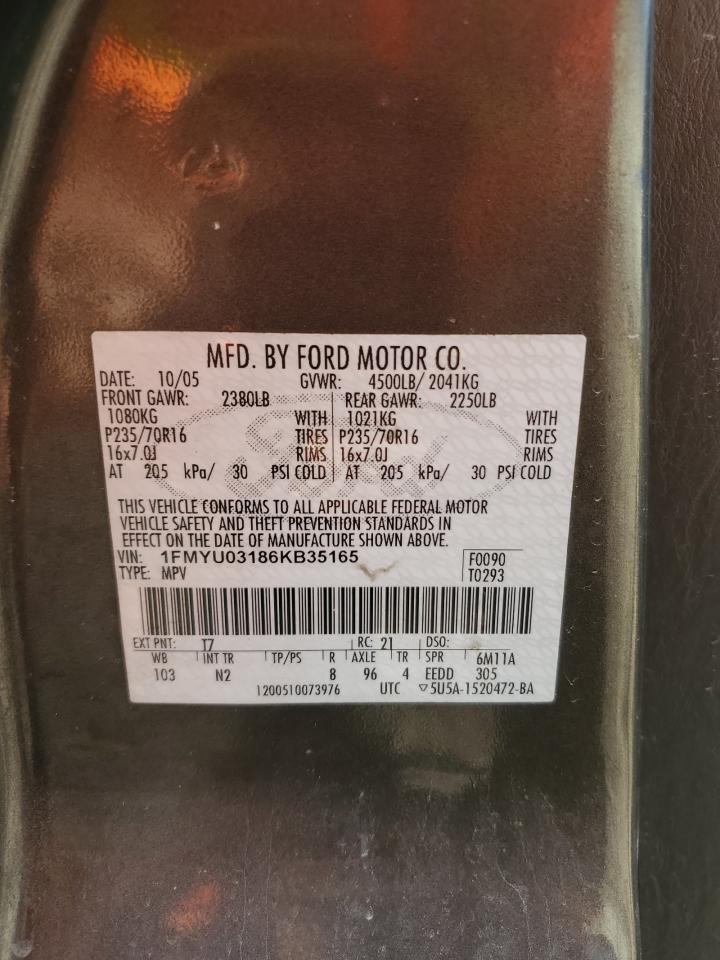 MFD. BY FORD MOTOR CO.
DATE: 10/05 GVWR: 4500LB/ 2041KG
FRONT GAWR: 2380LB REAR GAWR: 2250LB
1080KG WITH 1021KG WITH
P235/70R16 TIRES P235/70R16 TIRES
16x7.0J RIMS 16x7.0J RIMS
AT 205 kPa/ 30 PSI COLD AT 205 kPa/ 30 PSI COLD
THIS VEHICLE CONFORMS TO ALL APPLICABLE FEDERAL MOTOR
VEHICLE SAFETY AND THEFT PREVENTION STANDARDS IN
EFFECT ON THE DATE OF MANUFACTURE SHOWN ABOVE.
VIN: 1FMYU03186KB35165 F0090
TYPE: MPV T0293
EXT PNT: T7 RC: 21 DSO:
WB INT TR TP/PS R AXLE TR SPR 6M11A
103 N2 8 96 4 EEDD 305
1200510073976 UTC ▽5U5A-1520472-BA